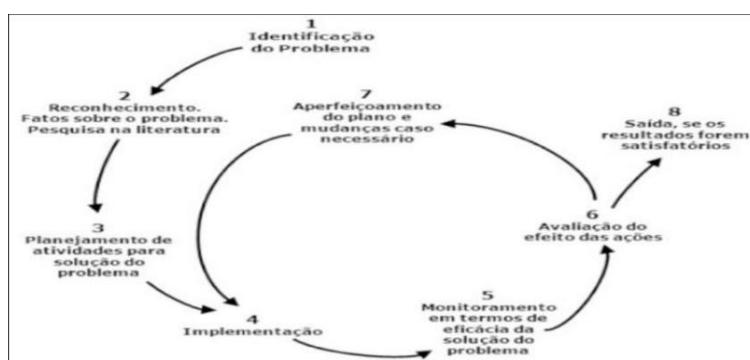 1
Identificação
do Problema
2
Reconhecimento.
Fatos sobre o problema.
Pesquisa na literatura
3
Planejamento de
atividades para
solução do
problema
4
Implementação
5
Monitoramento
em termos de
eficácia da
solução do
problema
6
Avaliação do
efeito das ações
7
Aperfeiçoamento
do plano e
mudanças caso
necessário
8
Saída, se os
resultados forem
satisfatórios